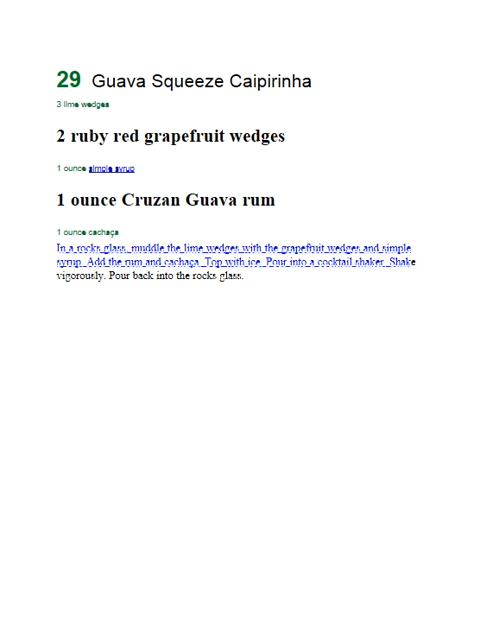 29 Guava Squeeze Caipirinha
3 lime wedges
2 ruby red grapefruit wedges
1 ounce simple syrup
1 ounce Cruzan Guava rum
1 ounce cachaça
In a rocks glass, muddle the lime wedges with the grapefruit wedges and simple
syrup. Add the rum and cachaça. Top with ice. Pour into a cocktail shaker. Shake
vigorously. Pour back into the rocks glass.